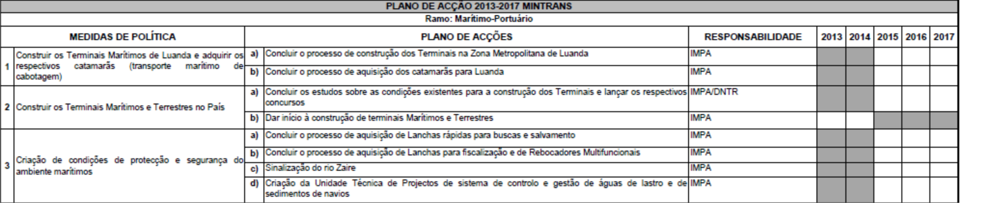 PLANO DE ACÇÃO 2013-2017 MINTRANS
Ramo: Marítimo-Portuário
MEDIDAS DE POLÍTICA PLANO DE ACÇÕES RESPONSABILIDADE 2013 2014 2015 2016 2017
1 Construir os Terminais Marítimos de Luanda e adquirir os
respectivos catamarãs (transporte marítimo de
cabotagem)
a) Concluir o processo de construção dos Terminais na Zona Metropolitana de Luanda IMPA
b) Concluir o processo de aquisição dos catamarãs para Luanda IMPA
2 Construir os Terminais Marítimos e Terrestres no País
a) Concluir os estudos sobre as condições existentes para a construção dos Terminais e lançar os respectivos IMPA/DNTR
concursos
b) Dar início à construção de terminais Marítimos e Terrestres IMPA
3 Criação de condições de protecção e segurança do
ambiente marítimos
a) Concluir o processo de aquisição de Lanchas rápidas para buscas e salvamento IMPA
b) Concluir o processo de aquisição de Lanchas para fiscalização e de Rebocadores Multifuncionais IMPA
c) Sinalização do rio Zaire IMPA
d) Criação da Unidade Técnica de Projectos de sistema de controlo e gestão de águas de lastro e de IMPA
sedimentos de navios